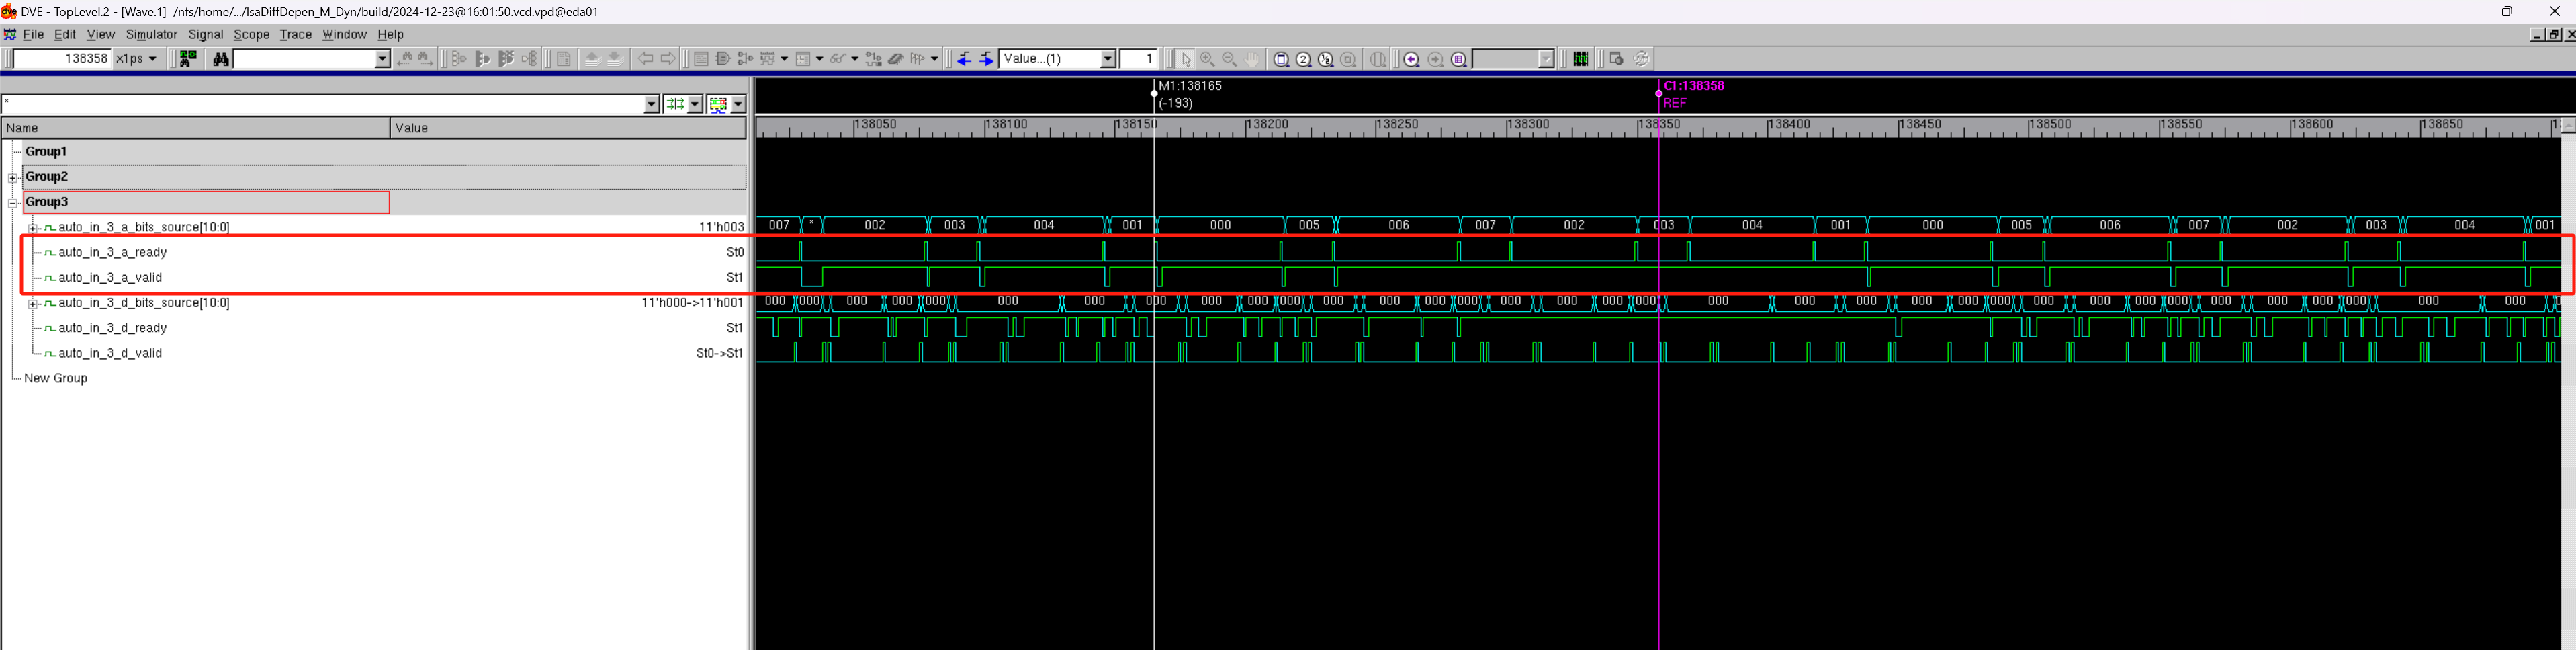 DVE - TopLevel.2 - [Wave.1] /nfs/home/.../IsaDiffDepen_M_Dyn/build/2024-12-23@16:01:50.vcd.vpd@eda01
File Edit View Simulator Signal Scope Trace Window Help
138358 x1ps Value...(1) 1
M1:138165 C1:138358
(-193) REF
*
Name Value
138050 138100 138150 138200 138250 138300 138350 138400 138450 138500 138550 138600 138650
Group1
Group2
Group3
auto_in_3_a_bits_source[10:0] 11'h003 007 * 002 003 004 001 000 005 006 007 002 003 004 001 000 005 006 007 002 003 004 001
auto_in_3_a_ready St0
auto_in_3_a_valid St1
auto_in_3_d_bits_source[10:0] 11'h000->11'h001 000 000 000 000 000 000 000 000 000 000 000 000 000 000 000 000 000 000 000 000 000 000 000 000 000 000 000 000 000 000 000 000 000 000 000
auto_in_3_d_ready St1
auto_in_3_d_valid St0->St1
New Group